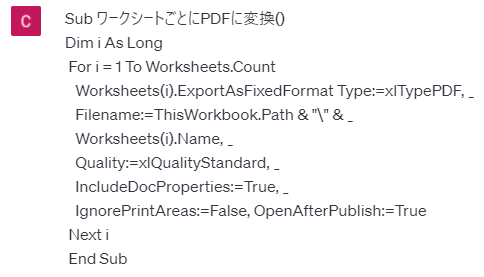 C
Sub ワークシートごとにPDFに変換()
Dim i As Long
For i = 1 To Worksheets.Count
Worksheets(i).ExportAsFixedFormat Type:=xlTypePDF, _
Filename:=ThisWorkbook.Path & "\" & _
Worksheets(i).Name, _
Quality:=xlQualityStandard, _
IncludeDocProperties:=True, _
IgnorePrintAreas:=False, OpenAfterPublish:=True
Next i
End Sub